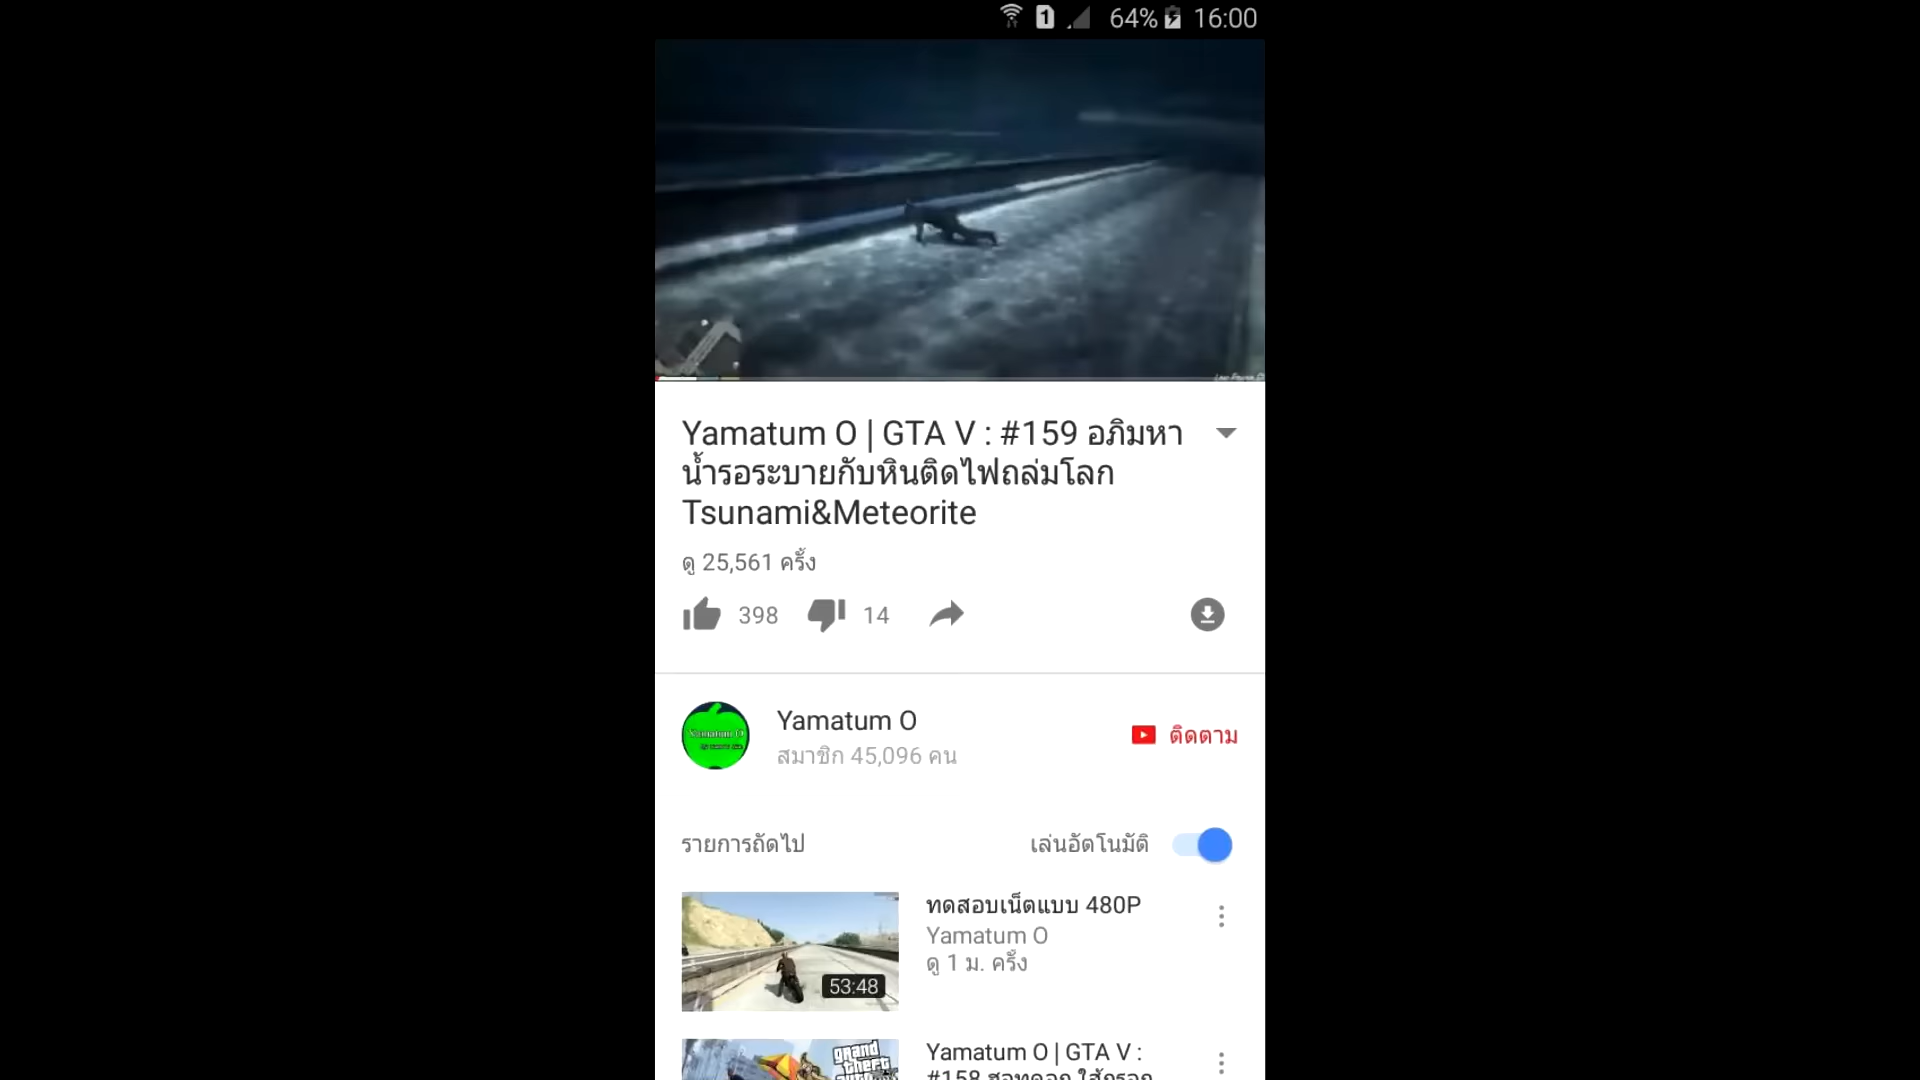 64% 16:00
Yamatum O | GTA V : #159 อภิมหา
น้ำรอระบายกับหินติดไฟถล่มโลก
Tsunami&Meteorite
ดู 25,561 ครั้ง
398 14
Yamatum O
Yamatum O
สมาชิก 45,096 คน
ติดตาม
รายการถัดไป เล่นอัตโนมัติ
ทดสอบเน็ตแบบ 480P
Yamatum O
ดู 1 ม. ครั้ง
53:48
grand
theft
Yamatum O | GTA V :
#158